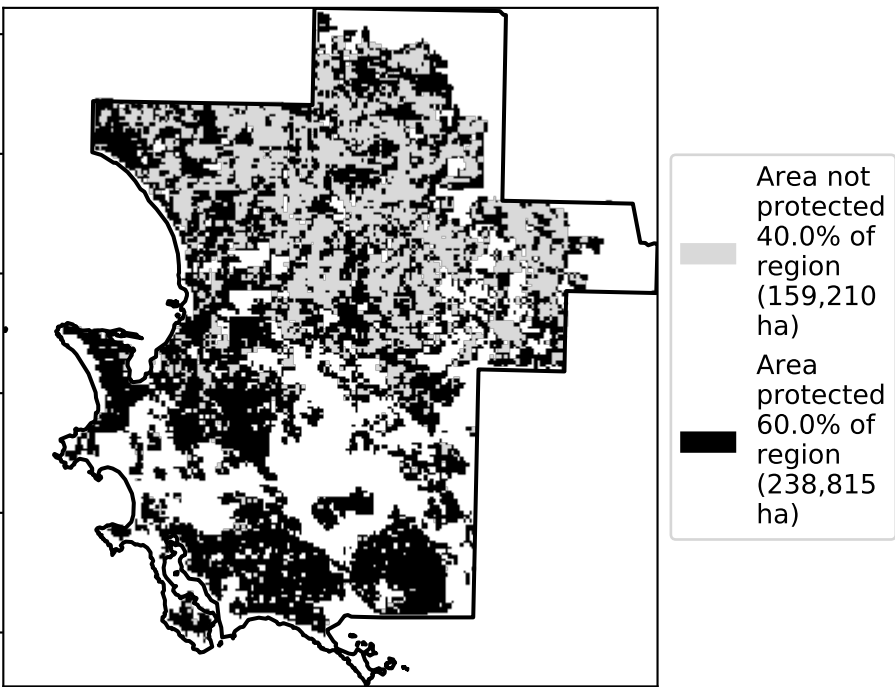 Area not
protected
40.0% of
region
(159,210
ha)
Area
protected
60.0% of
region
(238,815
ha)